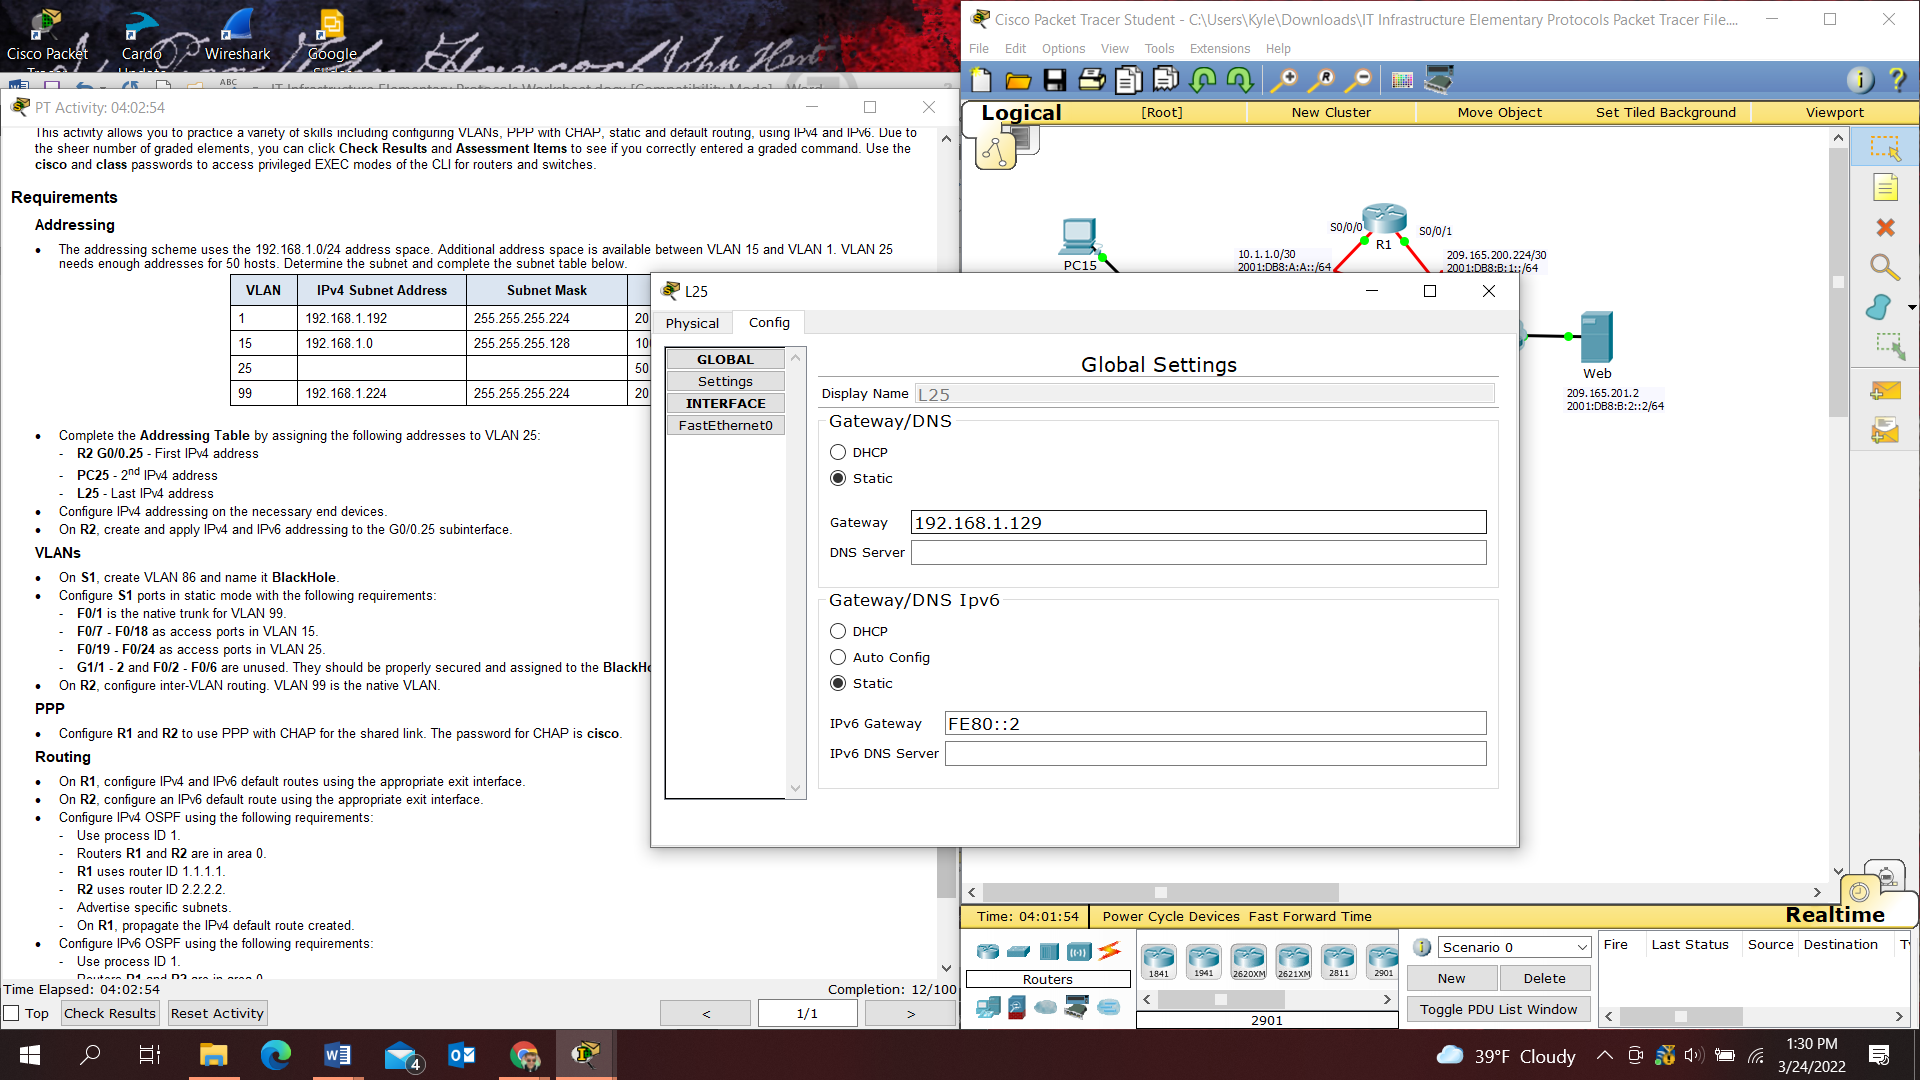 Cisco Packet
Cardo
Wireshark
Google
Cisco Packet Tracer Student - C:\Users\Kyle\Downloads\IT Infrastructure Elementary Protocols Packet Tracer File....
File Edit Options View Tools Extensions Help
PT Activity: 04:02:54
This activity allows you to practice a variety of skills including configuring VLANs, PPP with CHAP, static and default routing, using IPv4 and IPv6. Due to
the sheer number of graded elements, you can click Check Results and Assessment Items to see if you correctly entered a graded command. Use the
cisco and class passwords to access privileged EXEC modes of the CLI for routers and switches.
Requirements
Addressing
• The addressing scheme uses the 192.168.1.0/24 address space. Additional address space is available between VLAN 15 and VLAN 1. VLAN 25
needs enough addresses for 50 hosts. Determine the subnet and complete the subnet table below.
VLAN IPv4 Subnet Address Subnet Mask
1 192.168.1.192 255.255.255.224 20
15 192.168.1.0 255.255.255.128 10
25 50
99 192.168.1.224 255.255.255.224 20
• Complete the Addressing Table by assigning the following addresses to VLAN 25:
- R2 G0/0.25 - First IPv4 address
- PC25 - 2nd IPv4 address
- L25 - Last IPv4 address
• Configure IPv4 addressing on the necessary end devices.
• On R2, create and apply IPv4 and IPv6 addressing to the G0/0.25 subinterface.
VLANs
• On S1, create VLAN 86 and name it BlackHole.
• Configure S1 ports in static mode with the following requirements:
- F0/1 is the native trunk for VLAN 99.
- F0/7 - F0/18 as access ports in VLAN 15.
- F0/19 - F0/24 as access ports in VLAN 25.
- G1/1 - 2 and F0/2 - F0/6 are unused. They should be properly secured and assigned to the BlackHo
• On R2, configure inter-VLAN routing. VLAN 99 is the native VLAN.
PPP
• Configure R1 and R2 to use PPP with CHAP for the shared link. The password for CHAP is cisco.
Routing
• On R1, configure IPv4 and IPv6 default routes using the appropriate exit interface.
• On R2, configure an IPv6 default route using the appropriate exit interface.
• Configure IPv4 OSPF using the following requirements:
- Use process ID 1.
- Routers R1 and R2 are in area 0.
- R1 uses router ID 1.1.1.1.
- R2 uses router ID 2.2.2.2.
- Advertise specific subnets.
- On R1, propagate the IPv4 default route created.
• Configure IPv6 OSPF using the following requirements:
- Use process ID 1.
Time Elapsed: 04:02:54 Completion: 12/100
Top Check Results Reset Activity < 1/1 >
Logical [Root] New Cluster Move Object Set Tiled Background Viewport
PC15
S0/0/0
R1
S0/0/1
10.1.1.0/30
2001:DB8:A:A::/64
209.165.200.224/30
2001:DB8:B:1::/64
Web
209.165.201.2
2001:DB8:B:2::2/64
L25
Physical Config
GLOBAL
Settings
INTERFACE
FastEthernet0
Global Settings
Display Name L25
Gateway/DNS
DHCP
Static
Gateway 192.168.1.129
DNS Server
Gateway/DNS Ipv6
DHCP
Auto Config
Static
IPv6 Gateway FE80::2
IPv6 DNS Server
Time: 04:01:54 Power Cycle Devices Fast Forward Time
Realtime
Routers
1841 1941 2620XM 2621XM 2811 2901
2901
Scenario 0
New Delete
Toggle PDU List Window
Fire Last Status Source Destination
4
39°F Cloudy
1:30 PM
3/24/2022